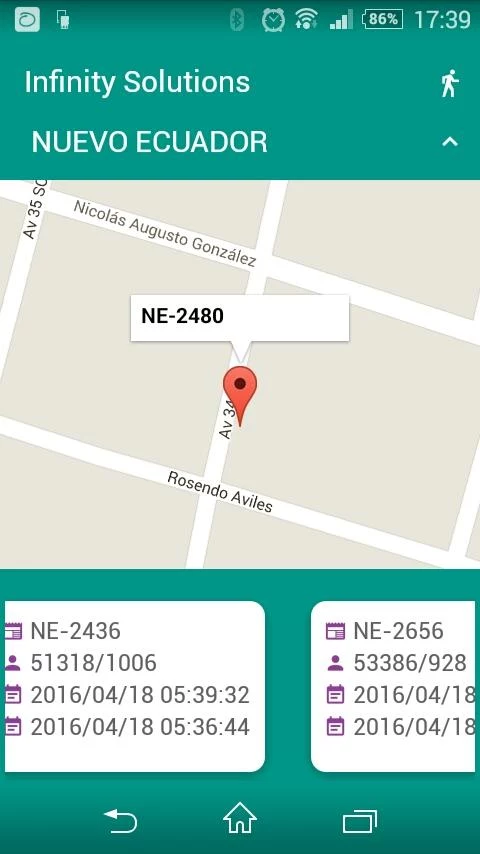 86% 17:39
Infinity Solutions
NUEVO ECUADOR
Av 35 SO
Nicolás Augusto González
NE-2480
Av 34
Rosendo Aviles
NE-2436
51318/1006
2016/04/18 05:39:32
2016/04/18 05:36:44
NE-2656
53386/928
2016/04/18
2016/04/18